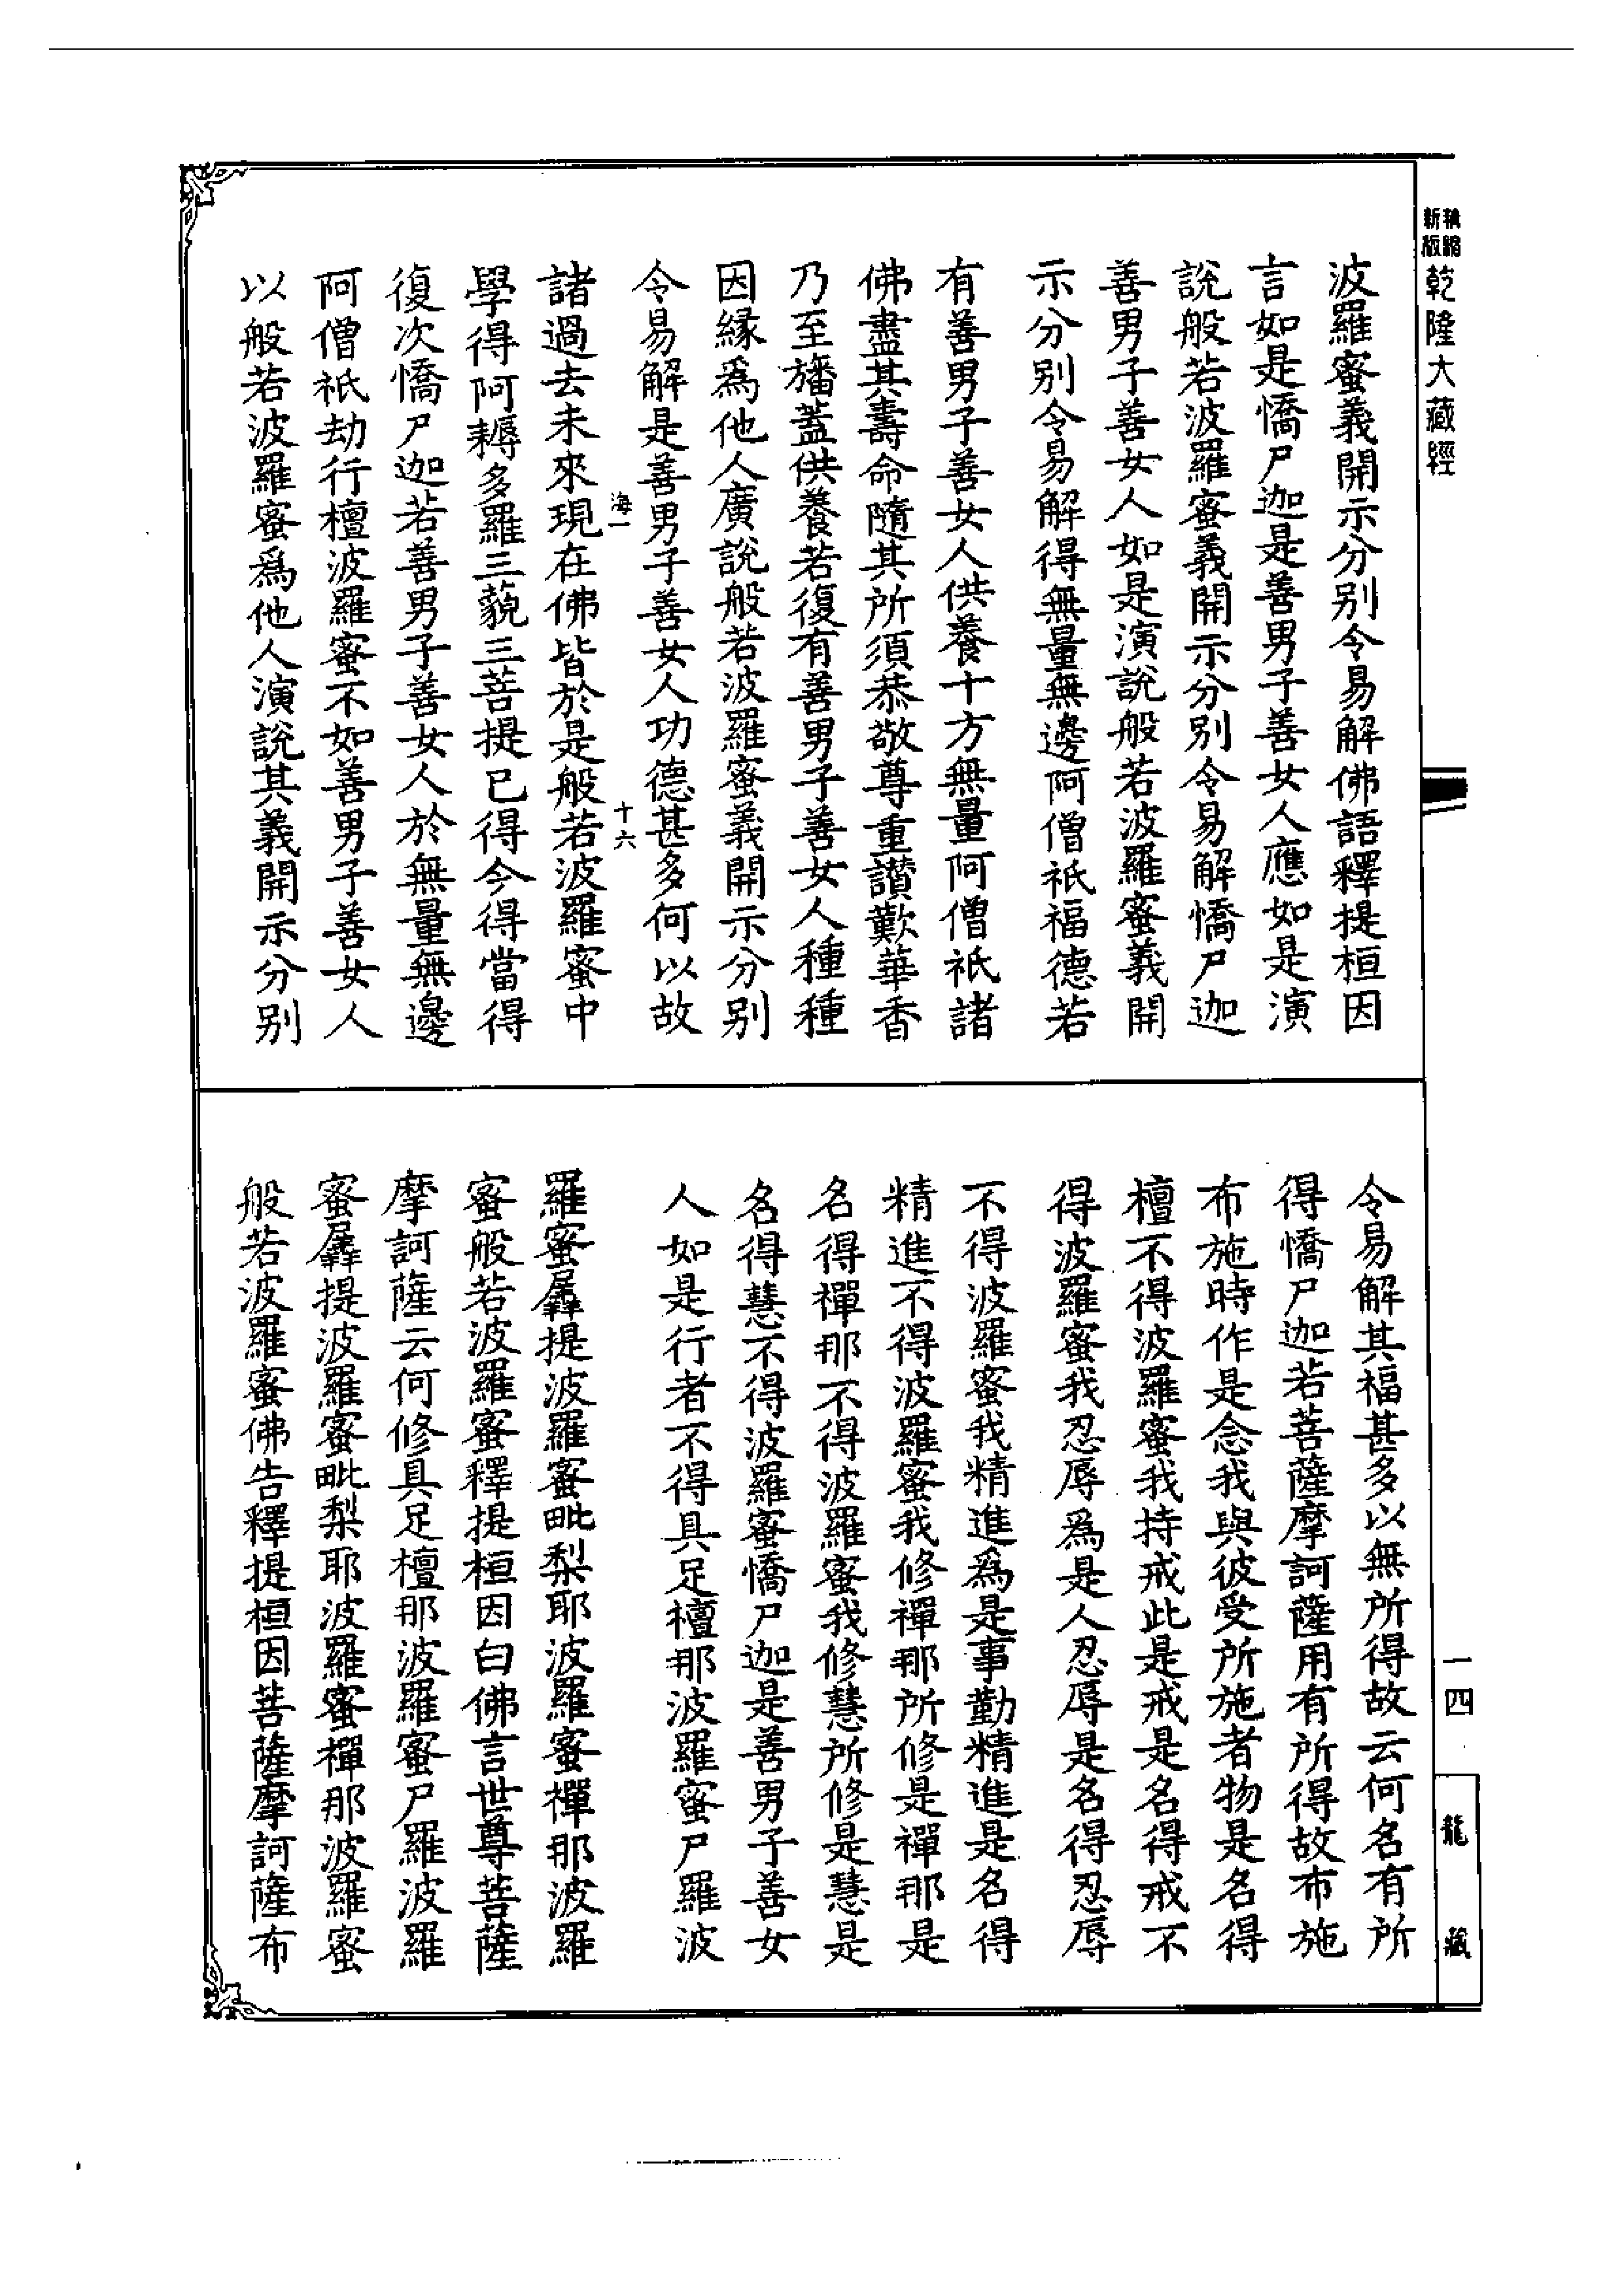 新版精縮乾隆大藏經
波羅蜜義開示分别令易解佛語釋提桓因
言如是憍尸迦是善男子善女人應如是演
說般若波羅蜜義開示分别令易解憍尸迦
善男子善女人如是演說般若波羅蜜義開
示分别令易解得無量無邊阿僧祇福德若
有善男子善女人供養十方無量阿僧祇諸
佛盡其壽命隨其所須恭敬尊重讃歎華香
乃至旛蓋供養若復有善男子善女人種種
因緣爲他人廣說般若波羅蜜義開示分别
令易解是善男子善女人功德甚多何以故
海一 十六
諸過去未來現在佛皆於是般若波羅蜜中
學得阿耨多羅三藐三菩提已得今得當得
復次憍尸迦若善男子善女人於無量無邊
阿僧祇劫行檀波羅蜜不如善男子善女人
以般若波羅蜜爲他人演說其義開示分别
一四
龍藏
令易解其福甚多以無所得故云何名有所
得憍尸迦若菩薩摩訶薩用有所得故布施
布施時作是念我與彼受所施者物是名得
檀不得波羅蜜我持戒此是戒是名得戒不
得波羅蜜我忍辱爲是人忍辱是名得忍辱
不得波羅蜜我精進爲是事勤精進是名得
精進不得波羅蜜我修禪那所修是禪那是
名得禪那不得波羅蜜我修慧所修是慧是
名得慧不得波羅蜜憍尸迦是善男子善女
人如是行者不得具足檀那波羅蜜尸羅波
羅蜜羼提波羅蜜毗梨耶波羅蜜禪那波羅
蜜般若波羅蜜釋提桓因白佛言世尊菩薩
摩訶薩云何修具足檀那波羅蜜尸羅波羅
蜜羼提波羅蜜毗梨耶波羅蜜禪那波羅蜜
般若波羅蜜佛告釋提桓因菩薩摩訶薩布